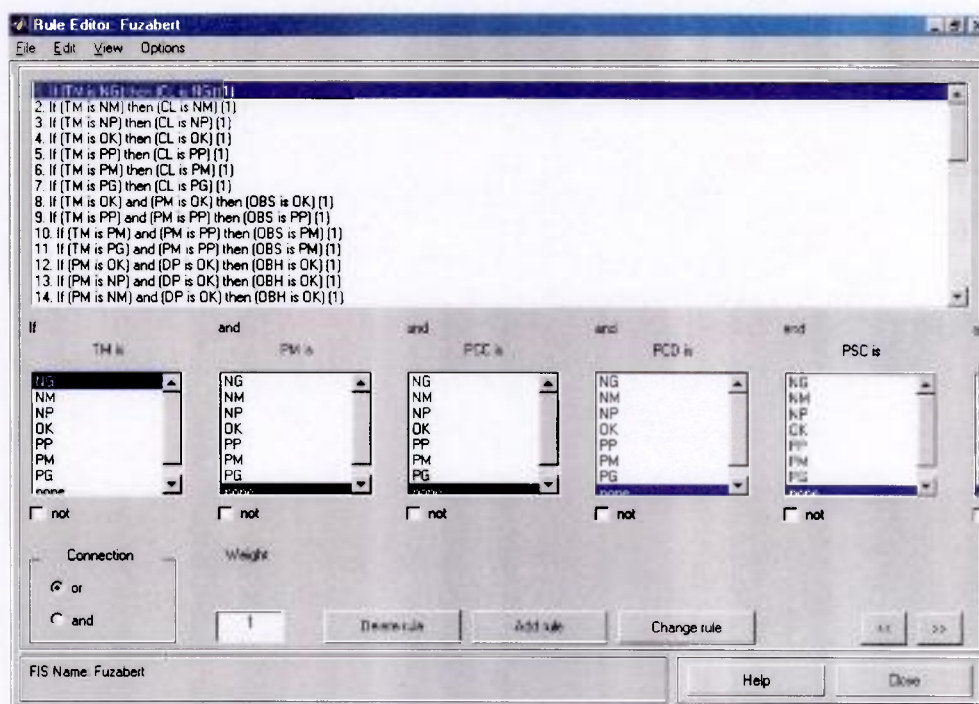 Rule Editor: Fuzabert
File Edit View Options
1. If (TM is NG) then (CL is NG) (1)
2. If (TM is NM) then (CL is NM) (1)
3. If (TM is NP) then (CL is NP) (1)
4. If (TM is OK) then (CL is OK) (1)
5. If (TM is PP) then (CL is PP) (1)
6. If (TM is PM) then (CL is PM) (1)
7. If (TM is PG) then (CL is PG) (1)
8. If (TM is OK) and (PM is OK) then (OBS is OK) (1)
9. If (TM is PP) and (PM is PP) then (OBS is PP) (1)
10. If (TM is PM) and (PM is PP) then (OBS is PM) (1)
11. If (TM is PG) and (PM is PP) then (OBS is PM) (1)
12. If (PM is OK) and (DP is OK) then (OBH is OK) (1)
13. If (PM is NP) and (DP is OK) then (OBH is OK) (1)
14. If (PM is NM) and (DP is OK) then (OBH is OK) (1)
If and and and and
TM is PM is PCC is PCD is PSC is
NG NG NG NG NG
NM NM NM NM NM
NP NP NP NP NP
OK OK OK OK OK
PP PP PP PP PP
PM PM PM PM PM
PG PG PG PG PG
none none none none none
not not not not not
Connection Weight
or
and 1 Delete rule Add rule Change rule << >>
FIS Name: Fuzabert Help Close